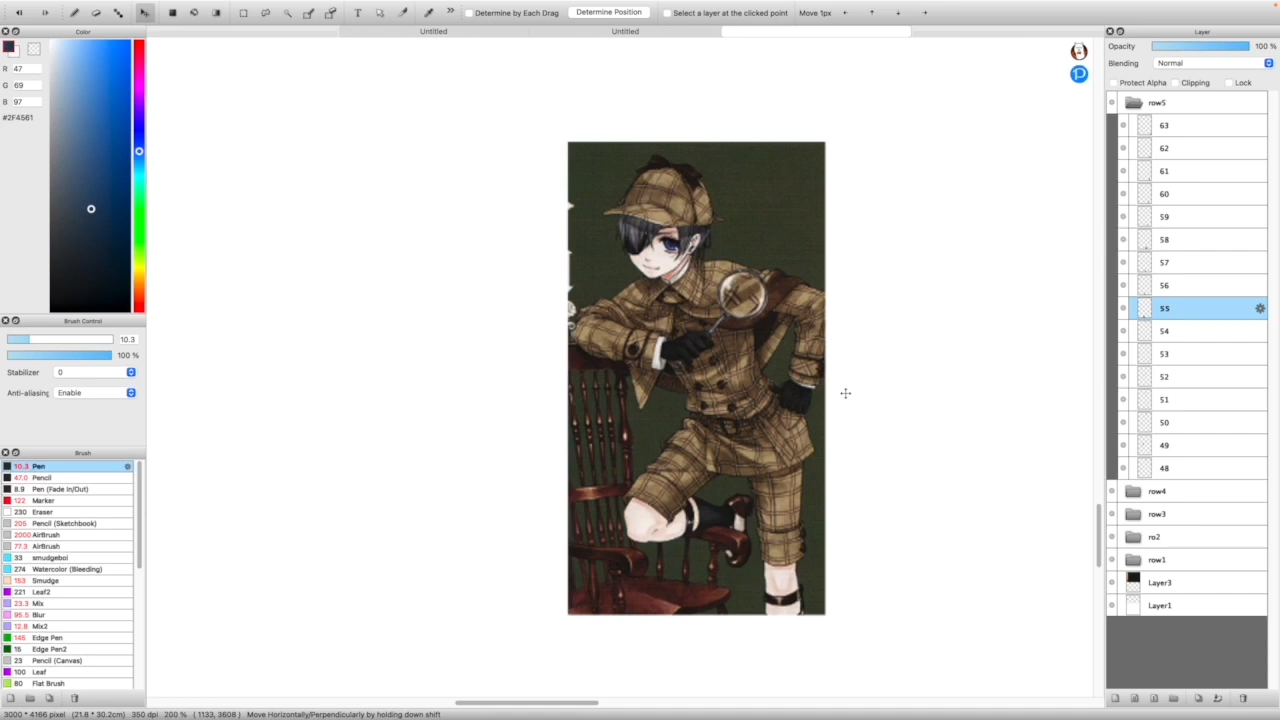 Determine by Each Drag
Determine Position
Select a layer at the clicked point
Move 1px
Color
Untitled
Untitled
Layer
R 47
G 69
B 97
#2F4561
Opacity 100 %
Blending Normal
Protect Alpha
Clipping
Lock
row5
63
62
61
60
59
58
57
56
55
54
53
52
51
50
49
48
row4
row3
ro2
row1
Layer3
Layer1
Brush Control
10.3
100 %
Stabilizer 0
Anti-aliasing Enable
Brush
10.3 Pen
47.0 Pencil
8.9 Pen (Fade In/Out)
122 Marker
230 Eraser
205 Pencil (Sketchbook)
2000 AirBrush
77.3 AirBrush
33 smudgeboi
274 Watercolor (Bleeding)
153 Smudge
221 Leaf2
23.3 Mix
95.5 Blur
12.8 Mix2
145 Edge Pen
15 Edge Pen2
23 Pencil (Canvas)
100 Leaf
80 Flat Brush
3000 * 4166 pixel (21.8 * 30.2cm) 350 dpi 200 % ( 1133, 3608 ) Move Horizontally/Perpendicularly by holding down shift